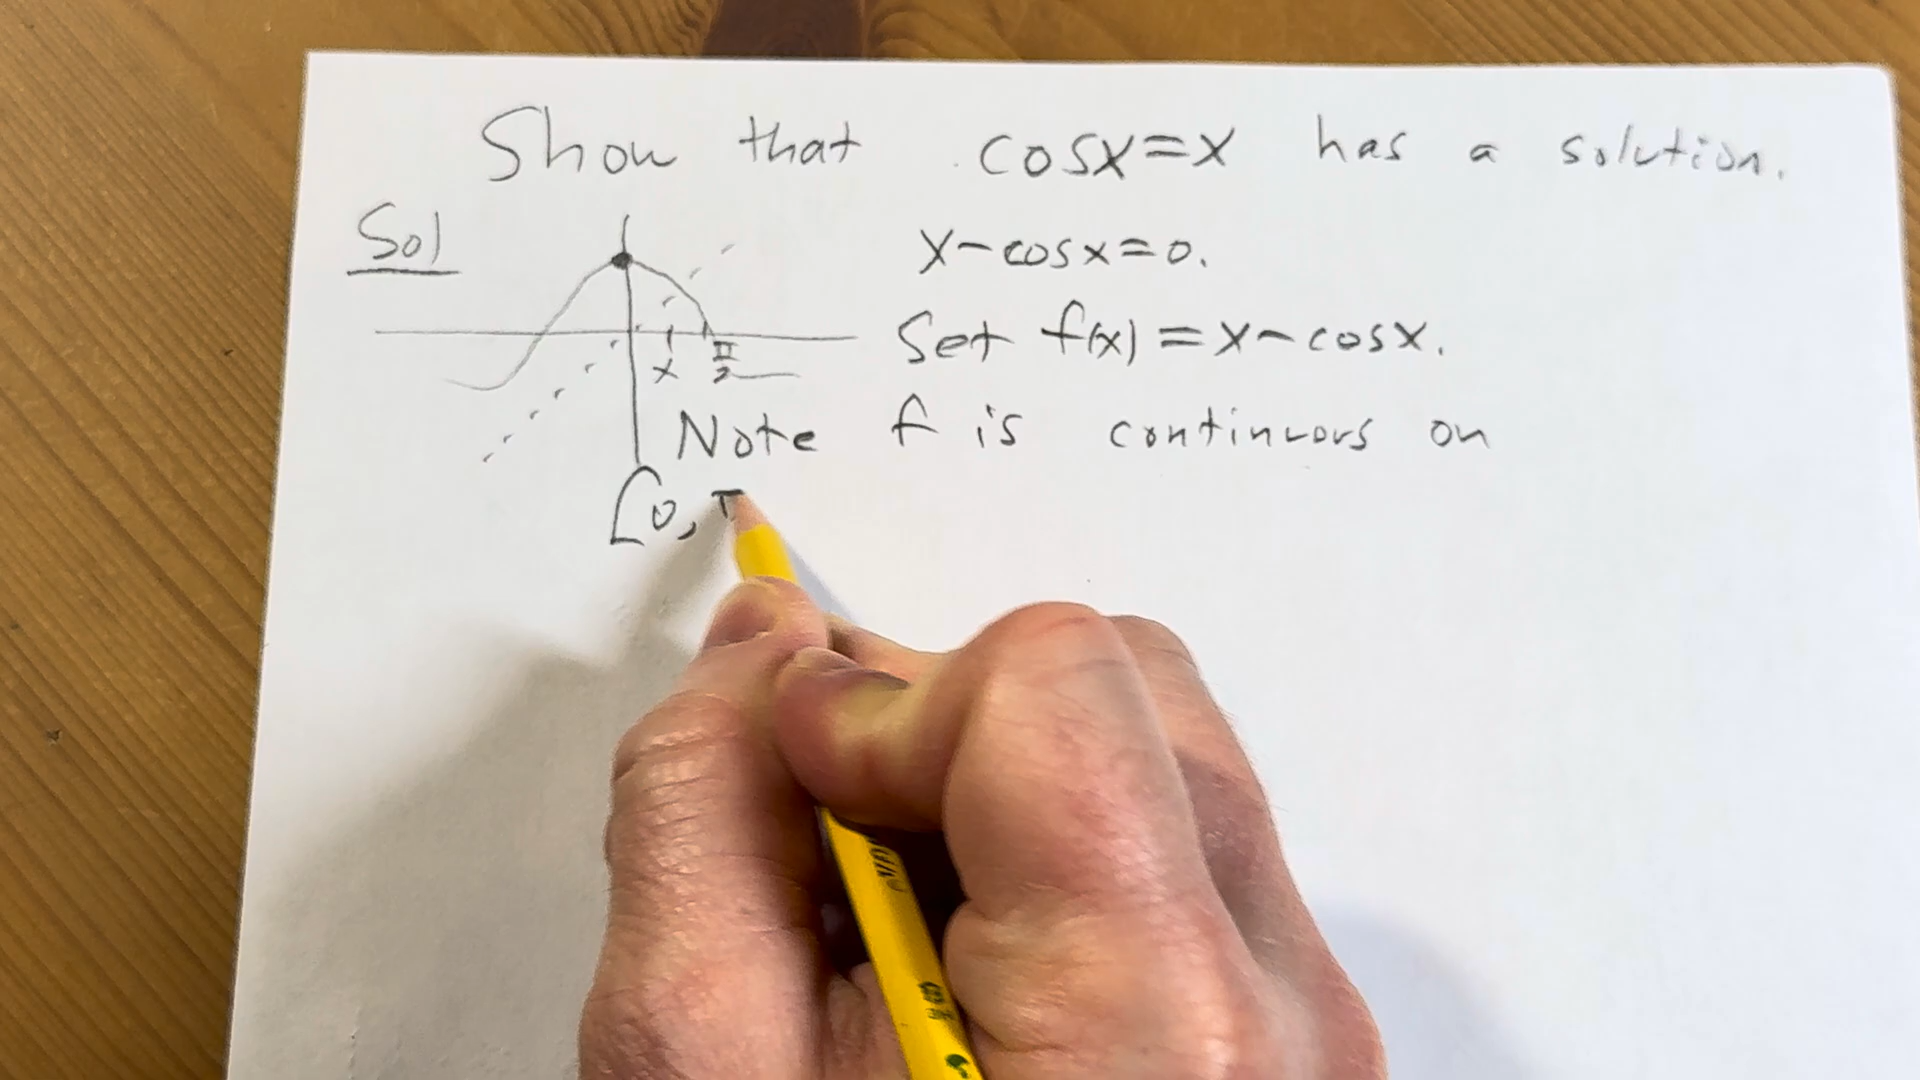 Show that cosx=x has a solution.
Sol
x-cosx=0.
Set f(x)=x-cosx.
x π/2
Note f is continuous on
[0, π